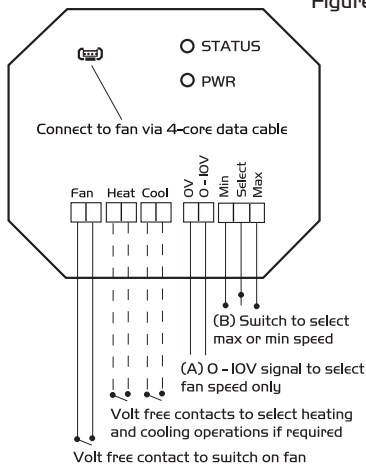 Figure
STATUS
PWR
Connect to fan via 4-core data cable
Fan Heat Cool 0V 0 - 10V Min Select Max
(B) Switch to select
max or min speed
(A) 0 - 10V signal to select
fan speed only
Volt free contacts to select heating
and cooling operations if required
Volt free contact to switch on fan